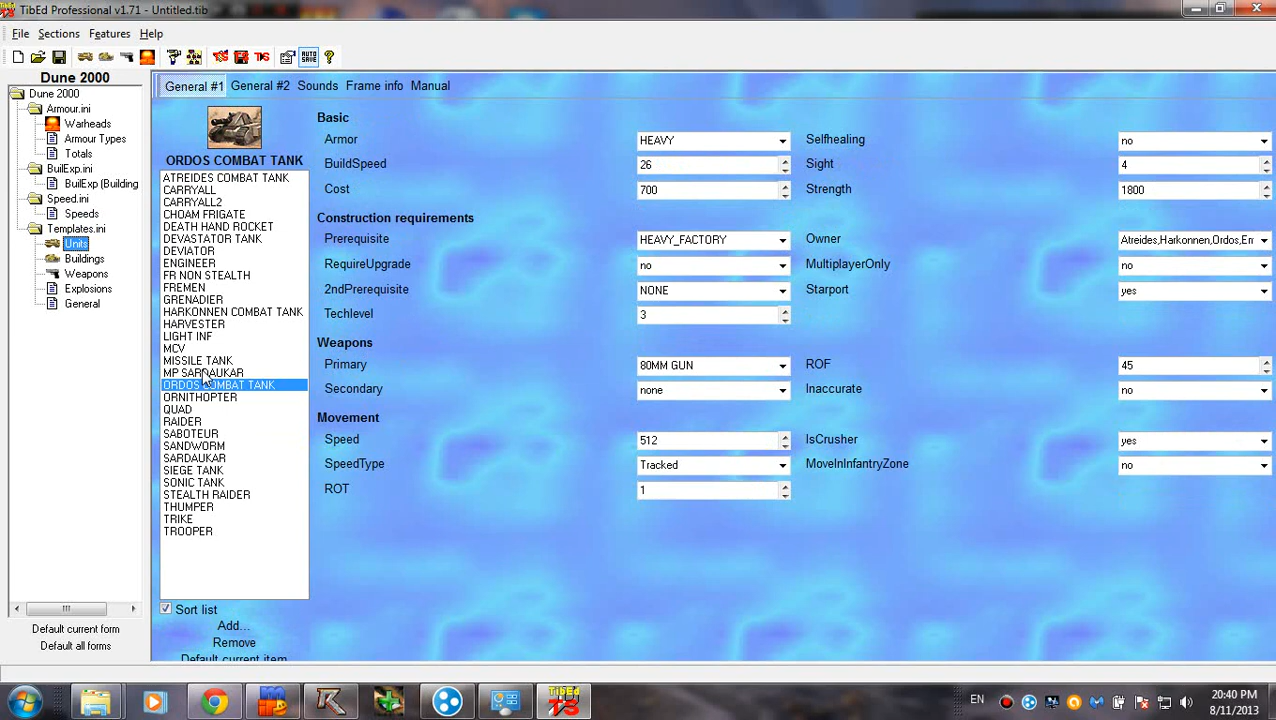 TibEd Professional v1.71 - Untitled.tib
File Sections Features Help
AUTO SAVE
Dune 2000
Dune 2000
Armour.ini
Warheads
Armour Types
Totals
BuilExp.ini
BuilExp (Building
Speed.ini
Speeds
Templates.ini
Units
Buildings
Weapons
Explosions
General
Default current form
Default all forms
General #1 General #2 Sounds Frame info Manual
ORDOS COMBAT TANK
ATREIDES COMBAT TANK
CARRYALL
CARRYALL2
CHOAM FRIGATE
DEATH HAND ROCKET
DEVASTATOR TANK
DEVIATOR
ENGINEER
FR NON STEALTH
FREMEN
GRENADIER
HARKONNEN COMBAT TANK
HARVESTER
LIGHT INF
MCV
MISSILE TANK
MP SARDAUKAR
ORDOS COMBAT TANK
ORNITHOPTER
QUAD
RAIDER
SABOTEUR
SANDWORM
SARDAUKAR
SIEGE TANK
SONIC TANK
STEALTH RAIDER
THUMPER
TRIKE
TROOPER
Sort list
Add...
Remove
Default current item
Basic
Armor HEAVY Selfhealing no
BuildSpeed 26 Sight 4
Cost 700 Strength 1800
Construction requirements
Prerequisite HEAVY_FACTORY Owner Atreides,Harkonnen,Ordos,Em
RequireUpgrade no MultiplayerOnly no
2ndPrerequisite NONE Starport yes
Techlevel 3
Weapons
Primary 80MM GUN ROF 45
Secondary none Inaccurate no
Movement
Speed 512 IsCrusher yes
SpeedType Tracked MoveInInfantryZone no
ROT 1
TibEd TS
EN
20:40 PM
8/11/2013